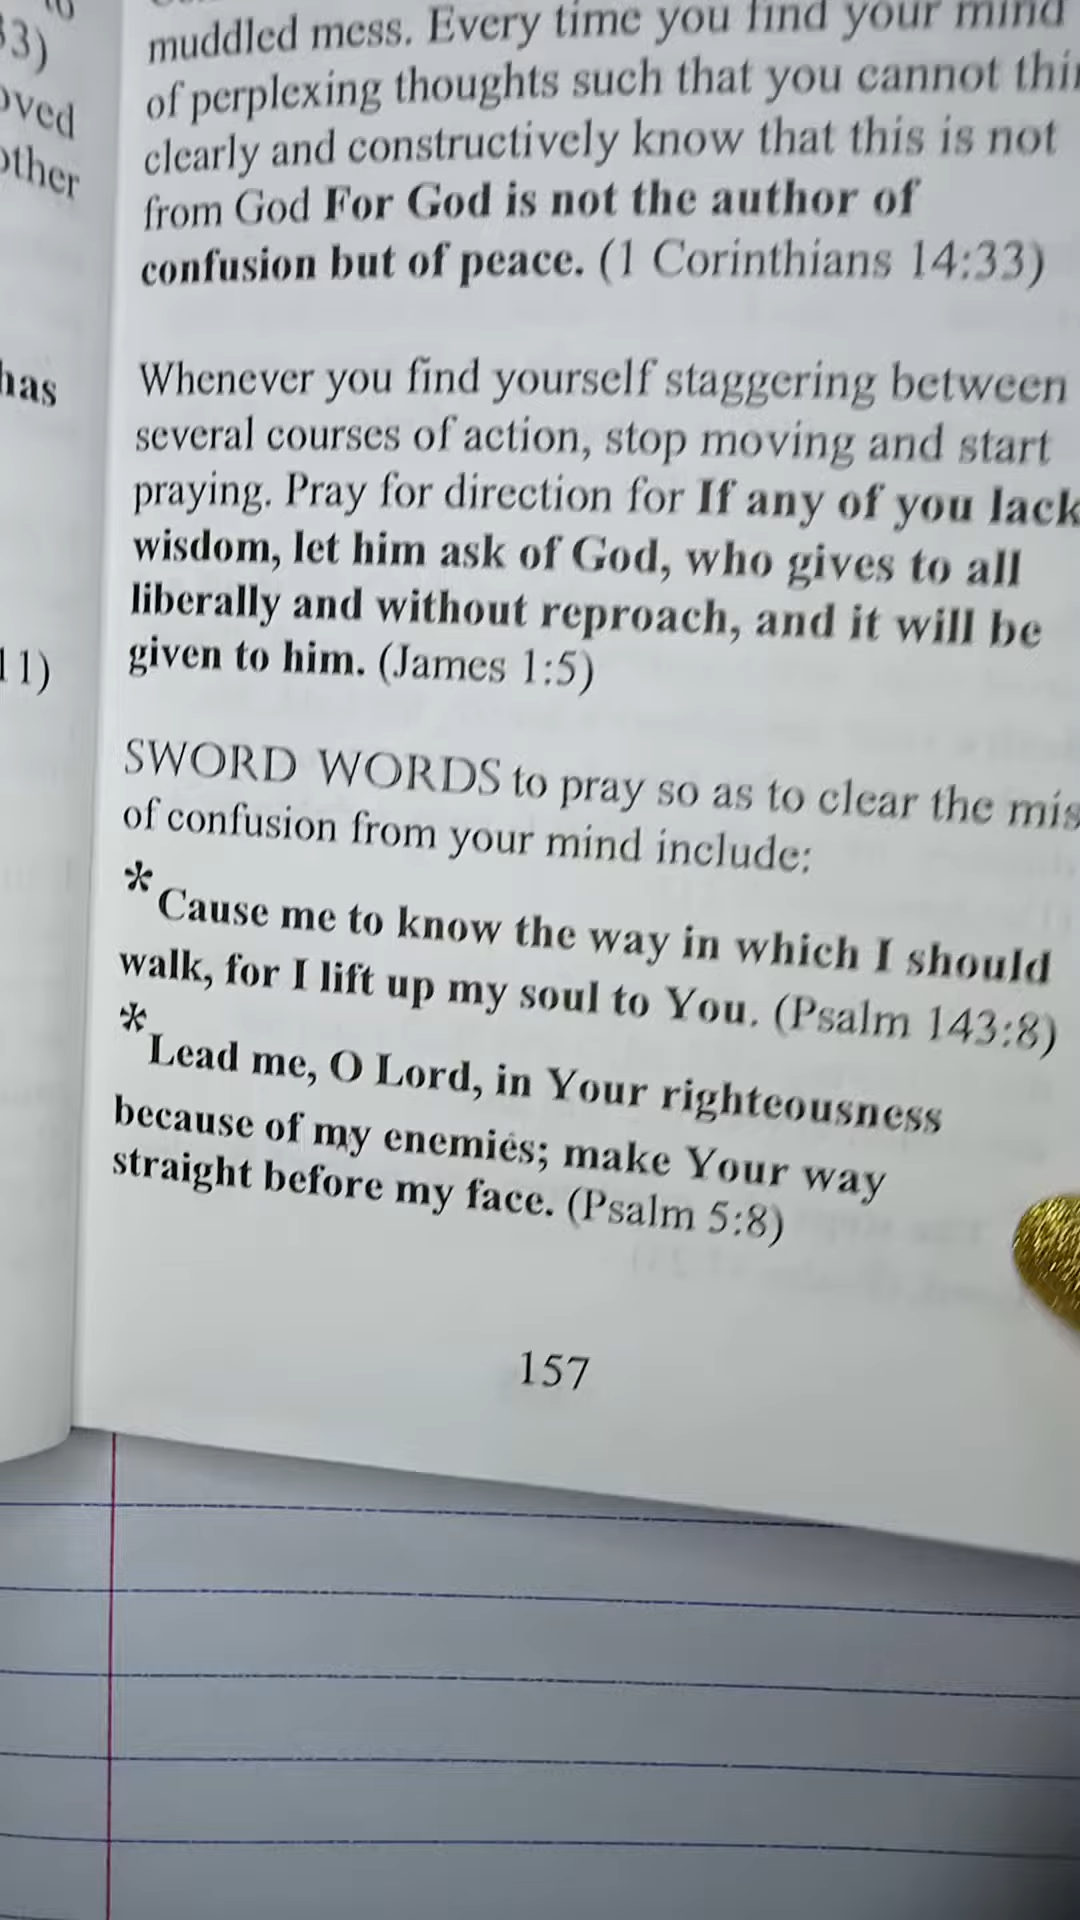 33)
oved
other
has
11)
muddled mess. Every time you find your mind
of perplexing thoughts such that you cannot thin
clearly and constructively know that this is not
from God For God is not the author of
confusion but of peace. (1 Corinthians 14:33)
Whenever you find yourself staggering between
several courses of action, stop moving and start
praying. Pray for direction for If any of you lack
wisdom, let him ask of God, who gives to all
liberally and without reproach, and it will be
given to him. (James 1:5)
SWORD WORDS to pray so as to clear the mis
of confusion from your mind include:
*Cause me to know the way in which I should
walk, for I lift up my soul to You. (Psalm 143:8)
*Lead me, O Lord, in Your righteousness
because of my enemies; make Your way
straight before my face. (Psalm 5:8)
157